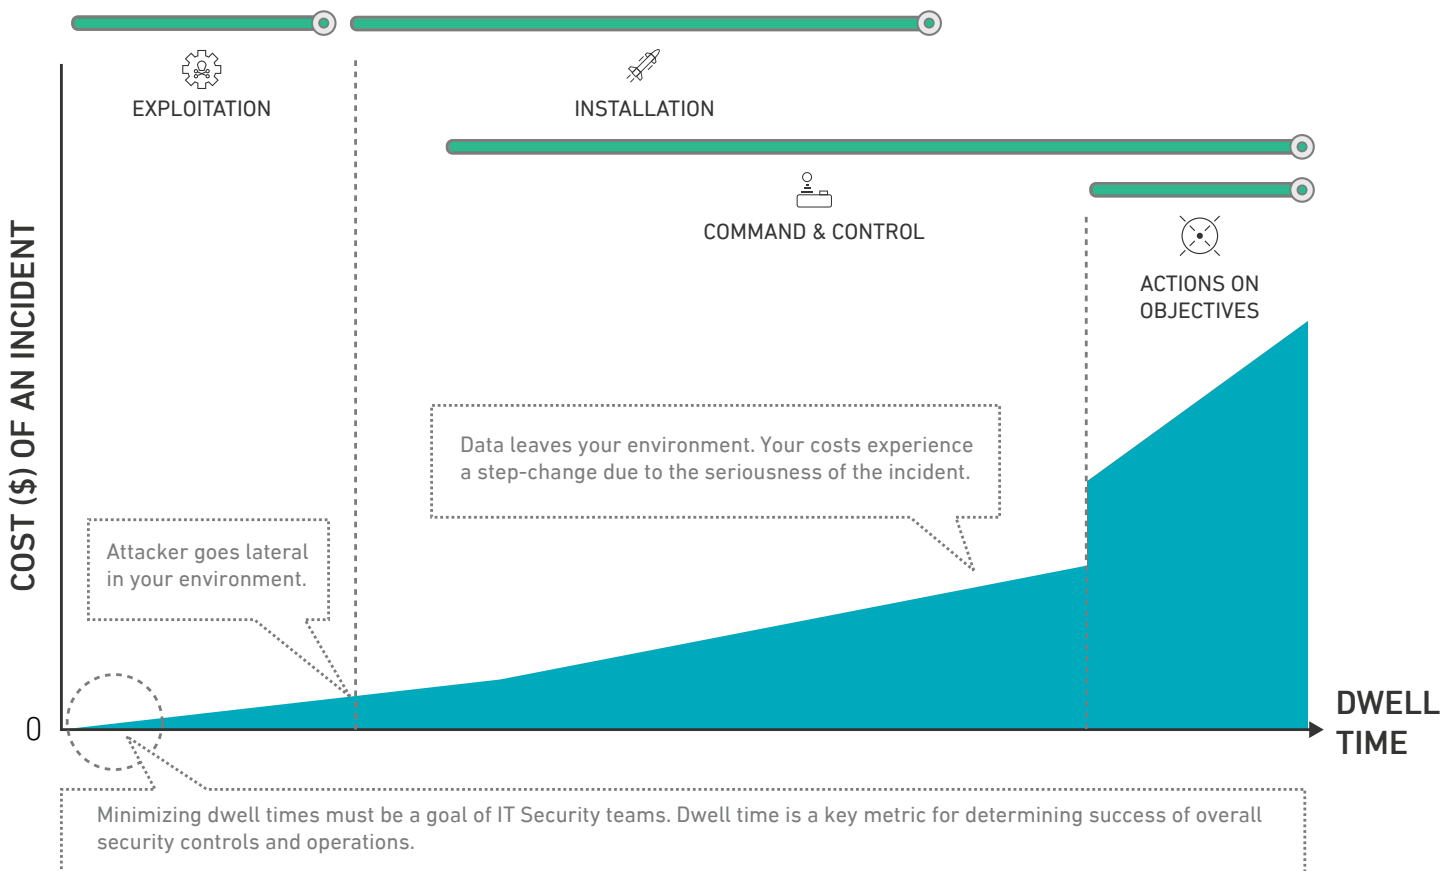 EXPLOITATION
INSTALLATION
COMMAND & CONTROL
ACTIONS ON
OBJECTIVES
COST ($) OF AN INCIDENT
Data leaves your environment. Your costs experience
a step-change due to the seriousness of the incident.
Attacker goes lateral
in your environment.
0
DWELL
TIME
Minimizing dwell times must be a goal of IT Security teams. Dwell time is a key metric for determining success of overall
security controls and operations.